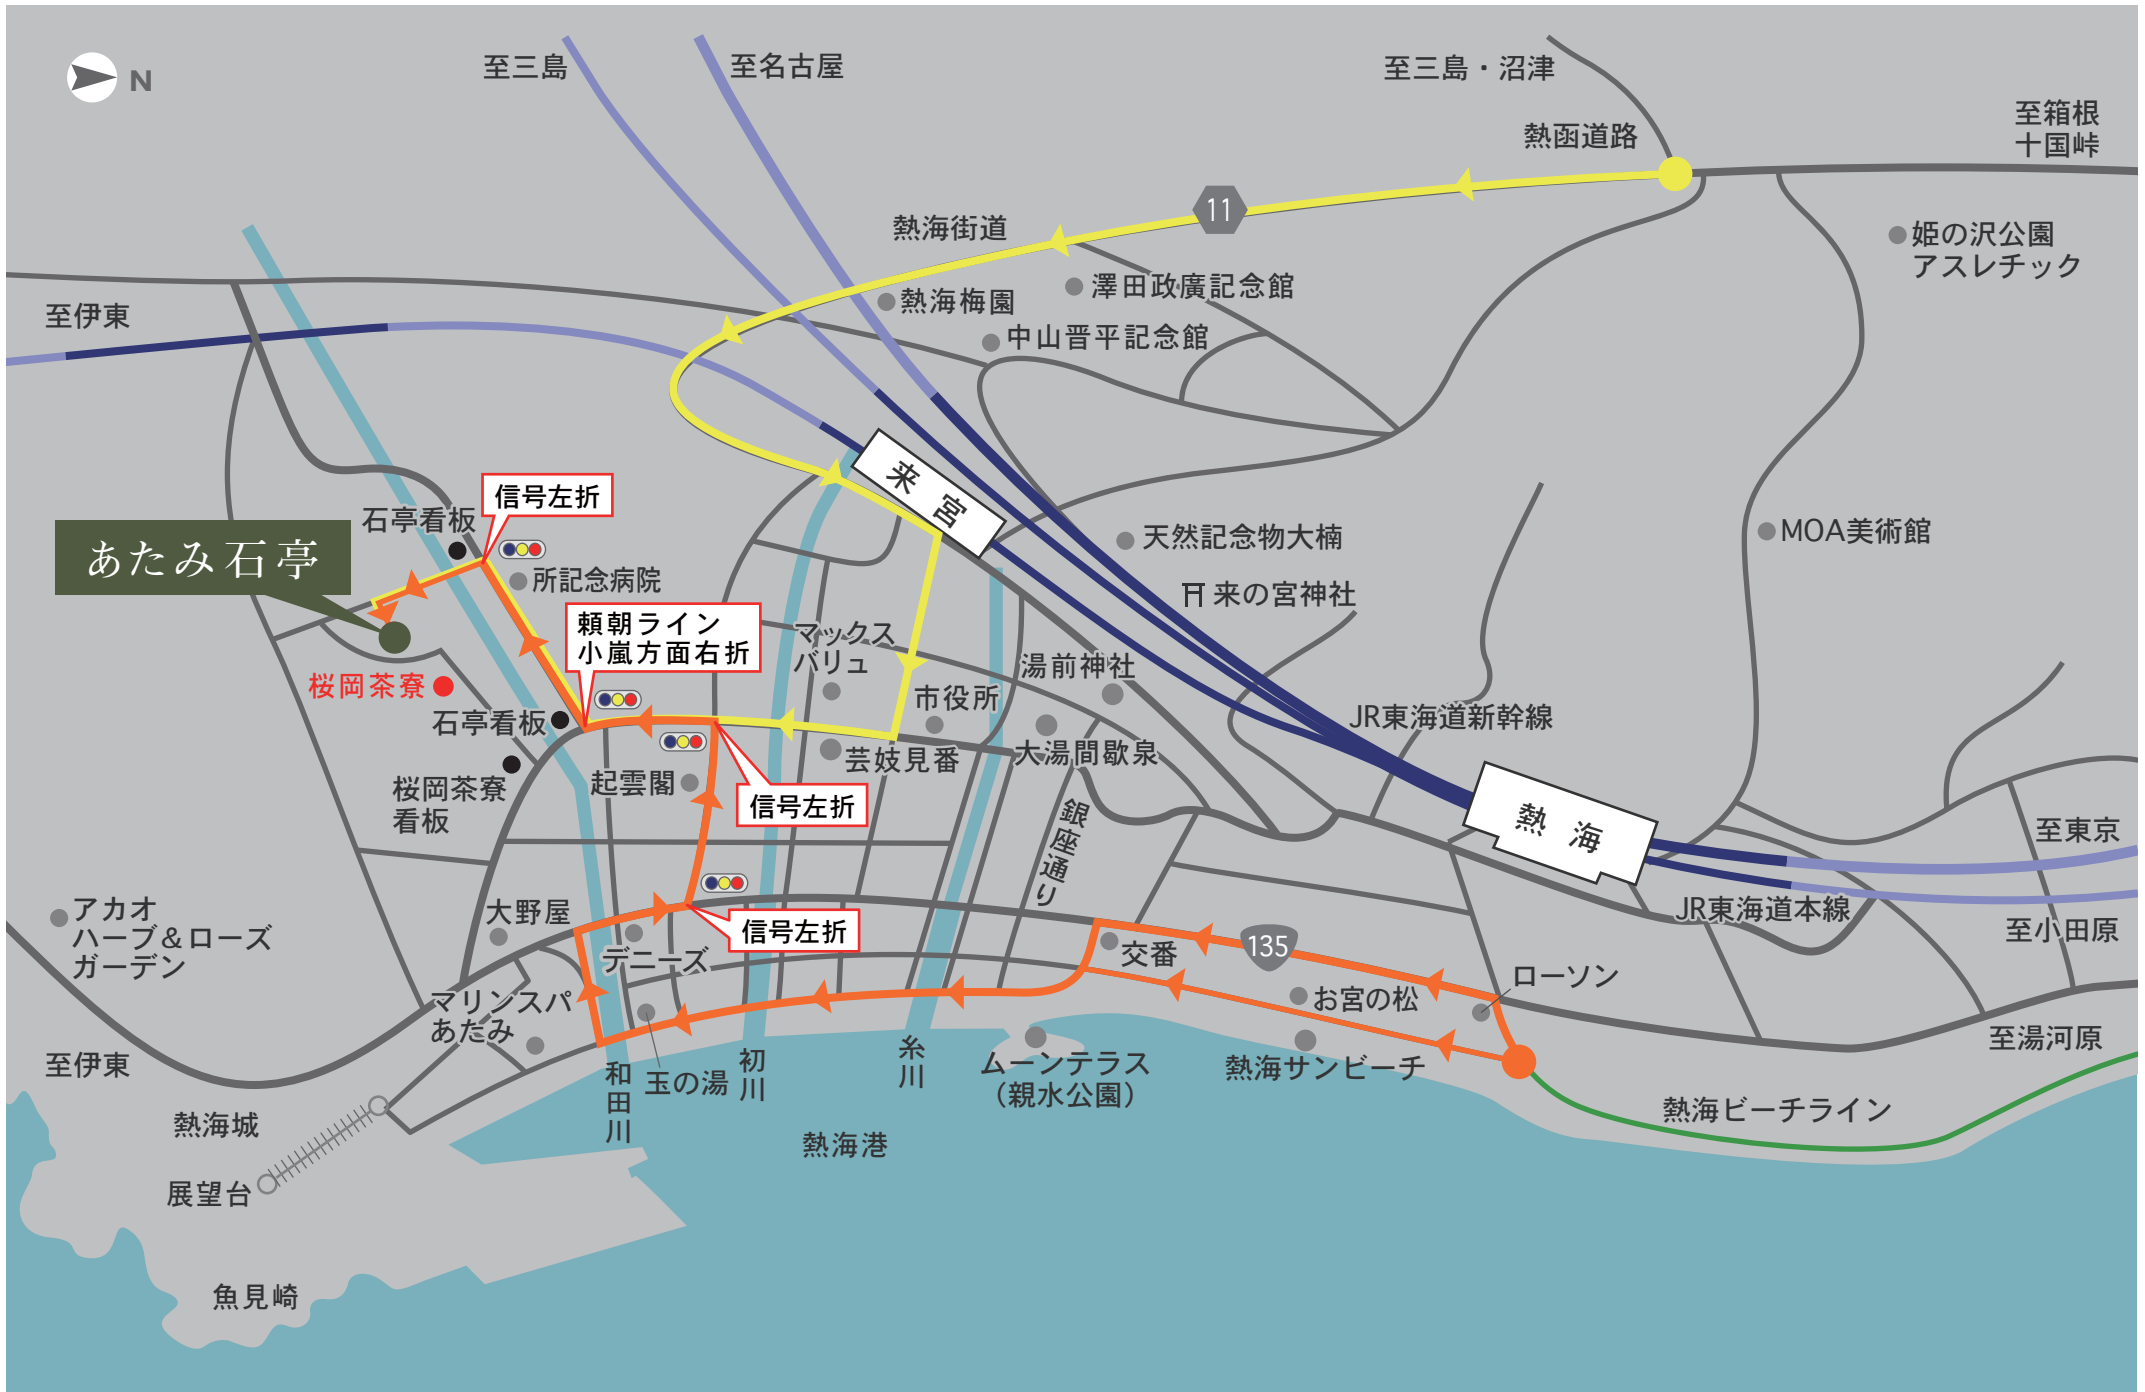 N
至三島
至名古屋
至三島・沼津
至箱根
十国峠
熱函道路
11
熱海街道
姫の沢公園
アスレチック
澤田政廣記念館
熱海梅園
中山晋平記念館
至伊東
来宮
信号左折
石亭看板
あたみ石亭
所記念病院
天然記念物大楠
MOA美術館
来の宮神社
頼朝ライン
小嵐方面右折
マックス
バリュ
湯前神社
桜岡茶寮
石亭看板
市役所
JR東海道新幹線
大湯間歇泉
芸妓見番
起雲閣
桜岡茶寮
看板
信号左折
銀座通り
熱海
至東京
アカオ
ハーブ＆ローズ
ガーデン
大野屋
信号左折
JR東海道本線
至小田原
135
交番
デニーズ
ローソン
マリンスパ
あたみ
お宮の松
至湯河原
至伊東
和田川
玉の湯
初川
糸川
ムーンテラス
（親水公園）
熱海サンビーチ
熱海ビーチライン
熱海城
熱海港
展望台
魚見崎